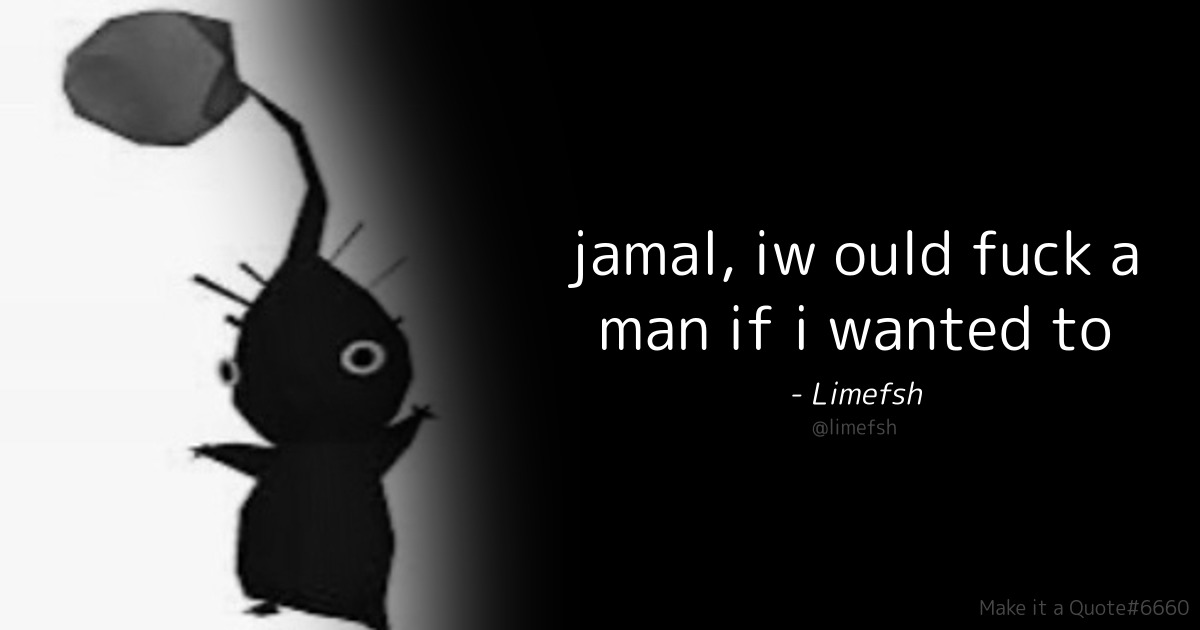 jamal, iw ould fuck a
man if i wanted to
- Limefsh
@limefsh
Make it a Quote#6660